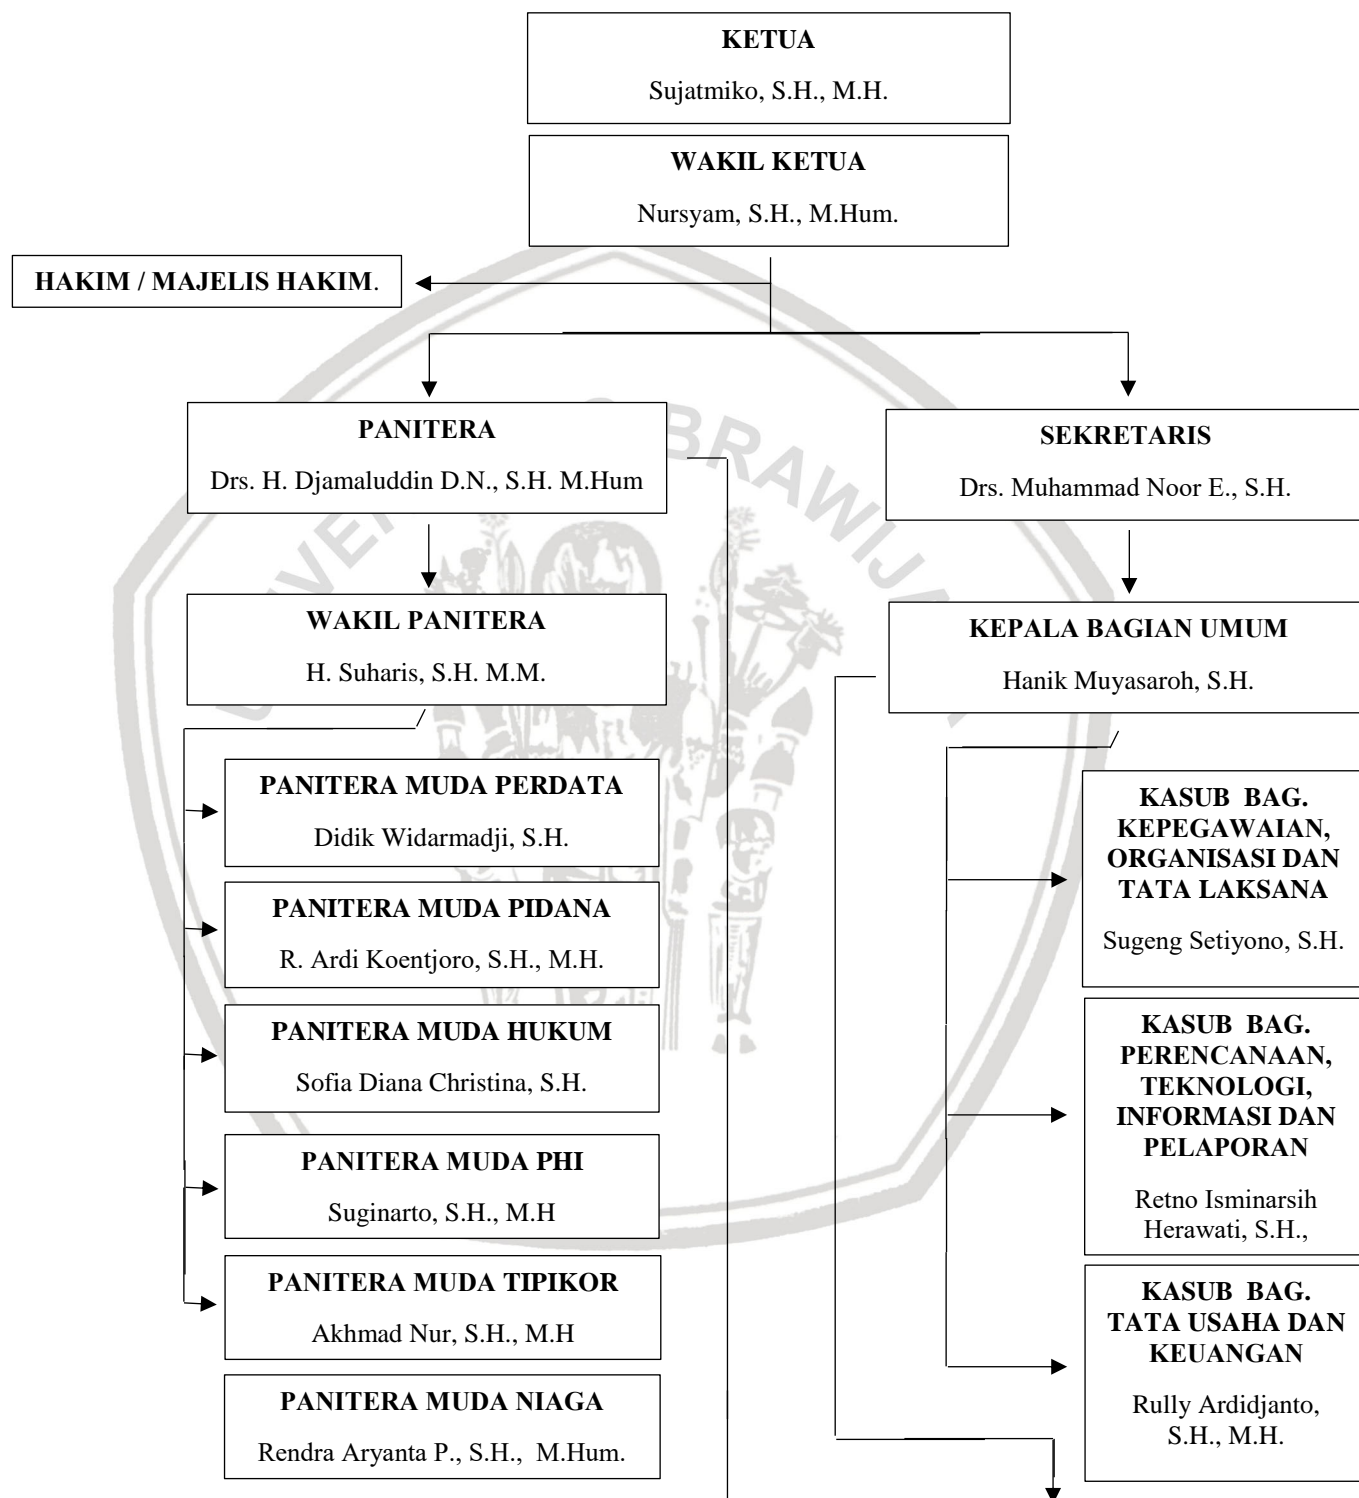 KETUA
Sujatmiko, S.H., M.H.
WAKIL KETUA
Nursyam, S.H., M.Hum.
HAKIM / MAJELIS HAKIM.
PANITERA
Drs. H. Djamaluddin D.N., S.H. M.Hum
SEKRETARIS
Drs. Muhammad Noor E., S.H.
WAKIL PANITERA
H. Suharis, S.H. M.M.
KEPALA BAGIAN UMUM
Hanik Muyasaroh, S.H.
PANITERA MUDA PERDATA
Didik Widarmadji, S.H.
PANITERA MUDA PIDANA
R. Ardi Koentjoro, S.H., M.H.
PANITERA MUDA HUKUM
Sofia Diana Christina, S.H.
PANITERA MUDA PHI
Suginarto, S.H., M.H
PANITERA MUDA TIPIKOR
Akhmad Nur, S.H., M.H
PANITERA MUDA NIAGA
Rendra Aryanta P., S.H., M.Hum.
KASUB BAG.
KEPEGAWAIAN,
ORGANISASI DAN
TATA LAKSANA
Sugeng Setiyono, S.H.
KASUB BAG.
PERENCANAAN,
TEKNOLOGI,
INFORMASI DAN
PELAPORAN
Retno Isminarsih
Herawati, S.H.,
KASUB BAG.
TATA USAHA DAN
KEUANGAN
Rully Ardidjanto,
S.H., M.H.